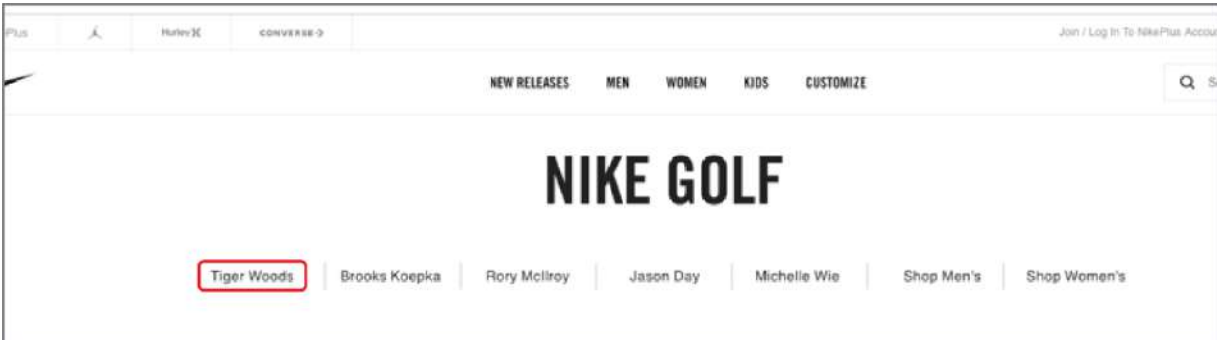 Plus Hurley CONVERSE Join / Log In To NikePlus Accou
NEW RELEASES MEN WOMEN KIDS CUSTOMIZE S
NIKE GOLF
Tiger Woods Brooks Koepka Rory McIlroy Jason Day Michelle Wie Shop Men's Shop Women's